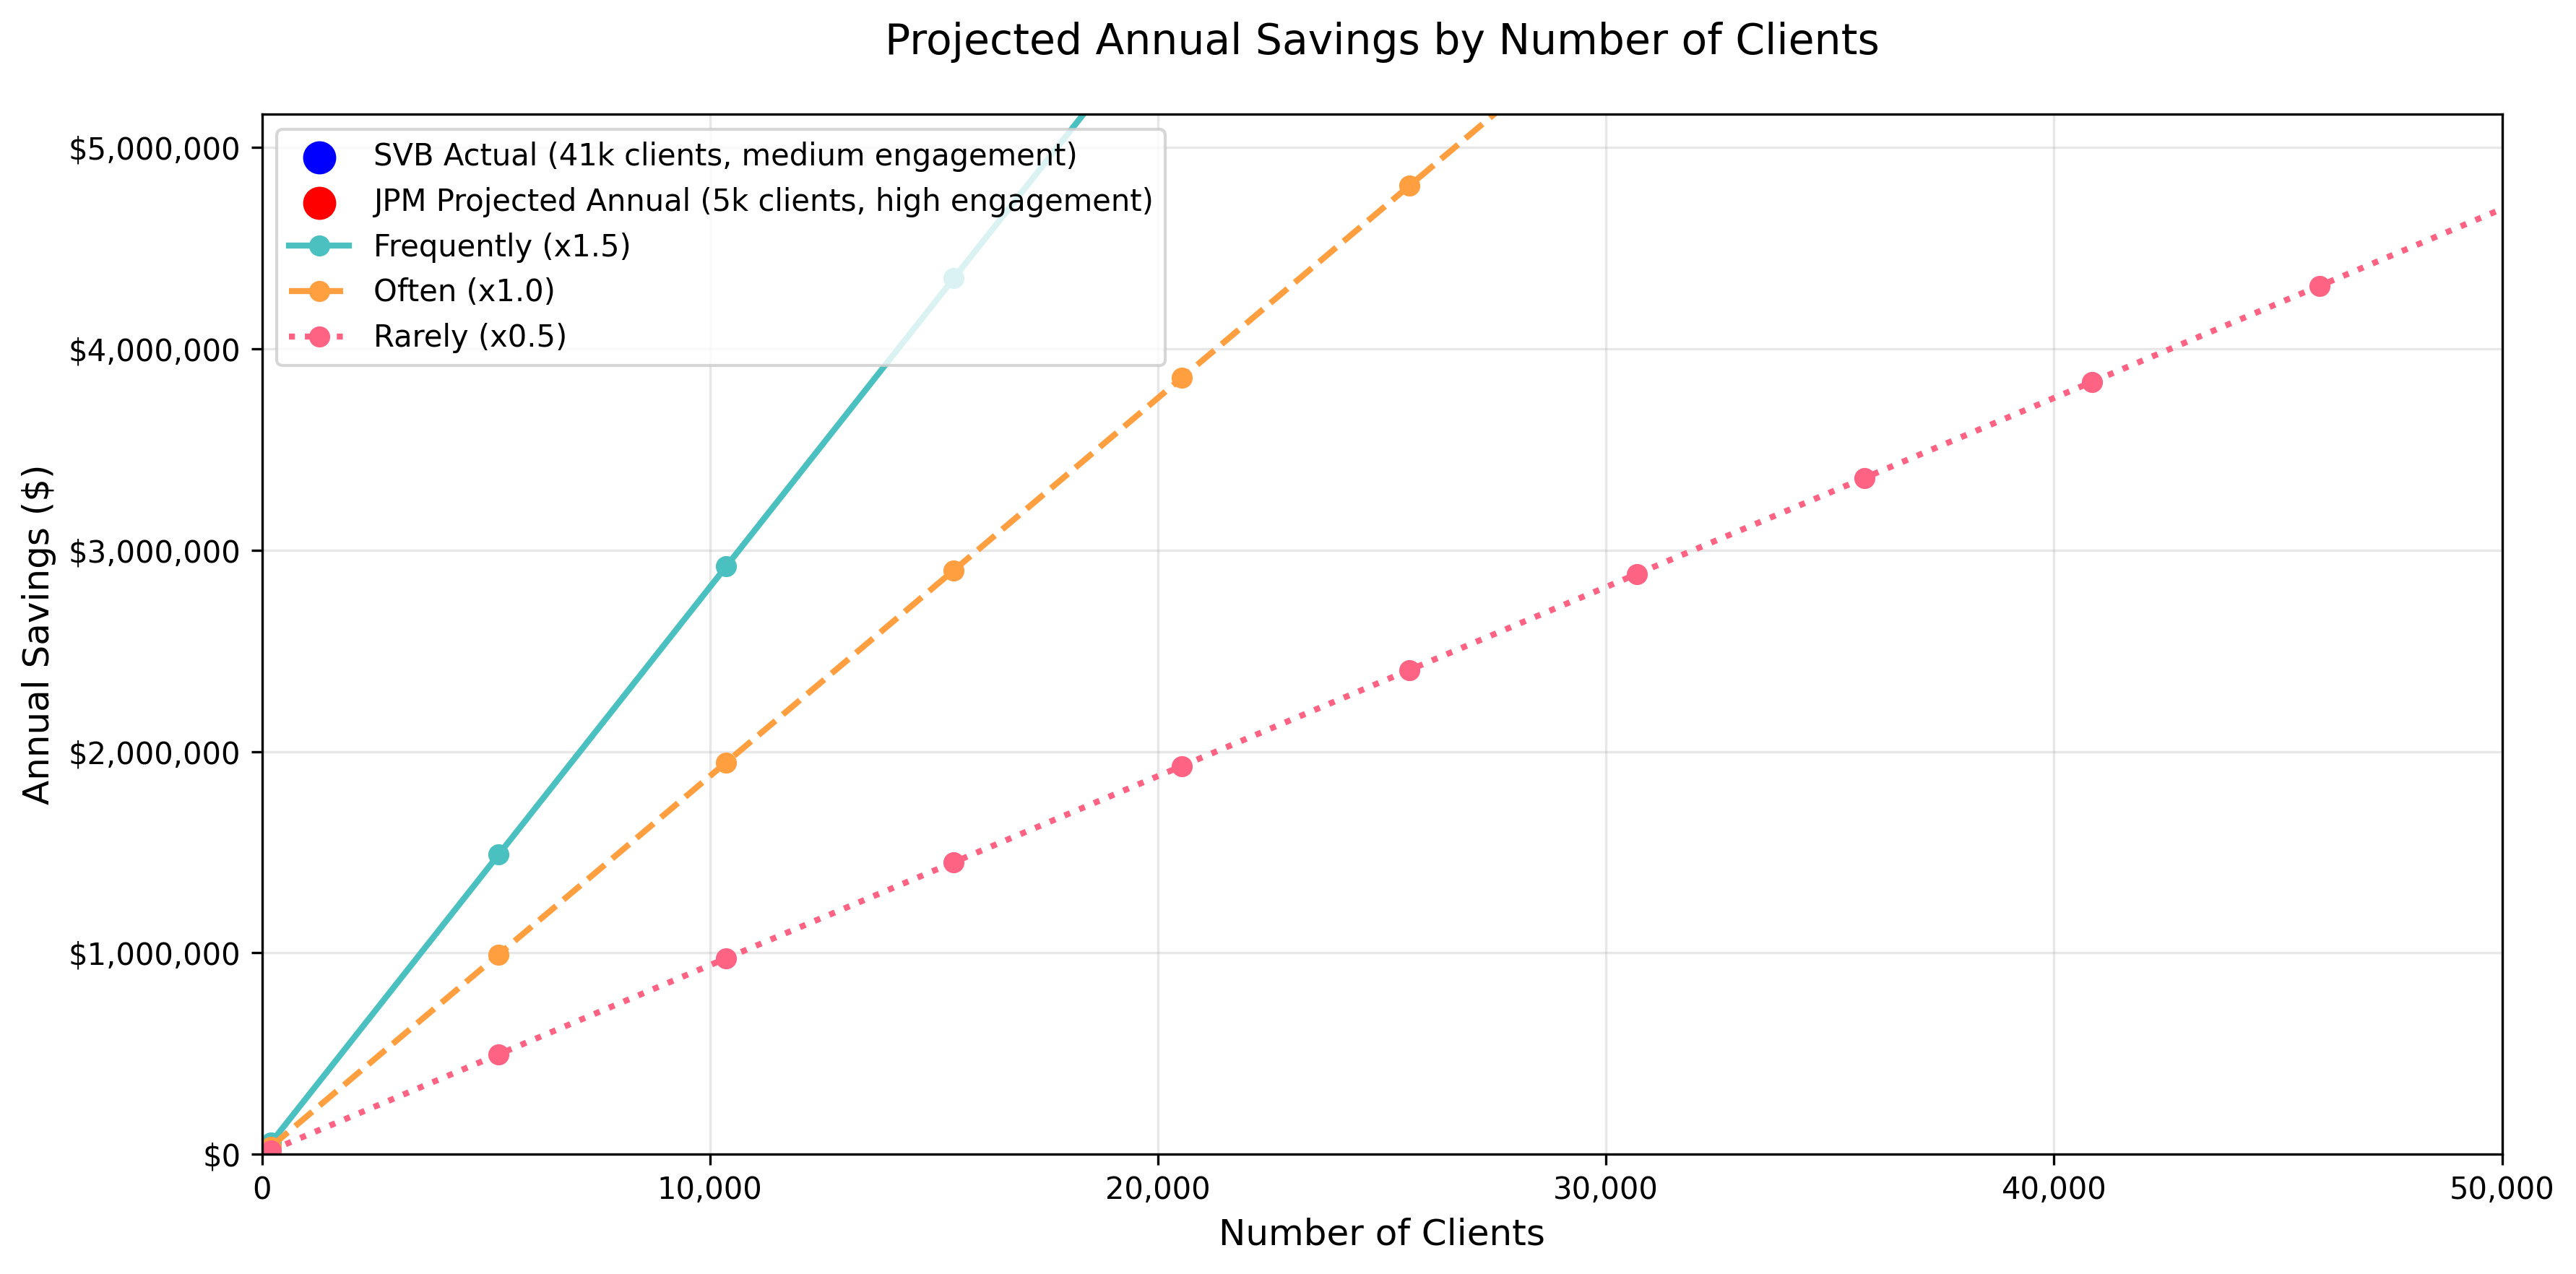 Projected Annual Savings by Number of Clients
SVB Actual (41k clients, medium engagement)
JPM Projected Annual (5k clients, high engagement)
Frequently (x1.5)
Often (x1.0)
Rarely (x0.5)
$5,000,000
$4,000,000
$3,000,000
$2,000,000
$1,000,000
$0
Annual Savings ($)
0
10,000
20,000
30,000
40,000
50,000
Number of Clients